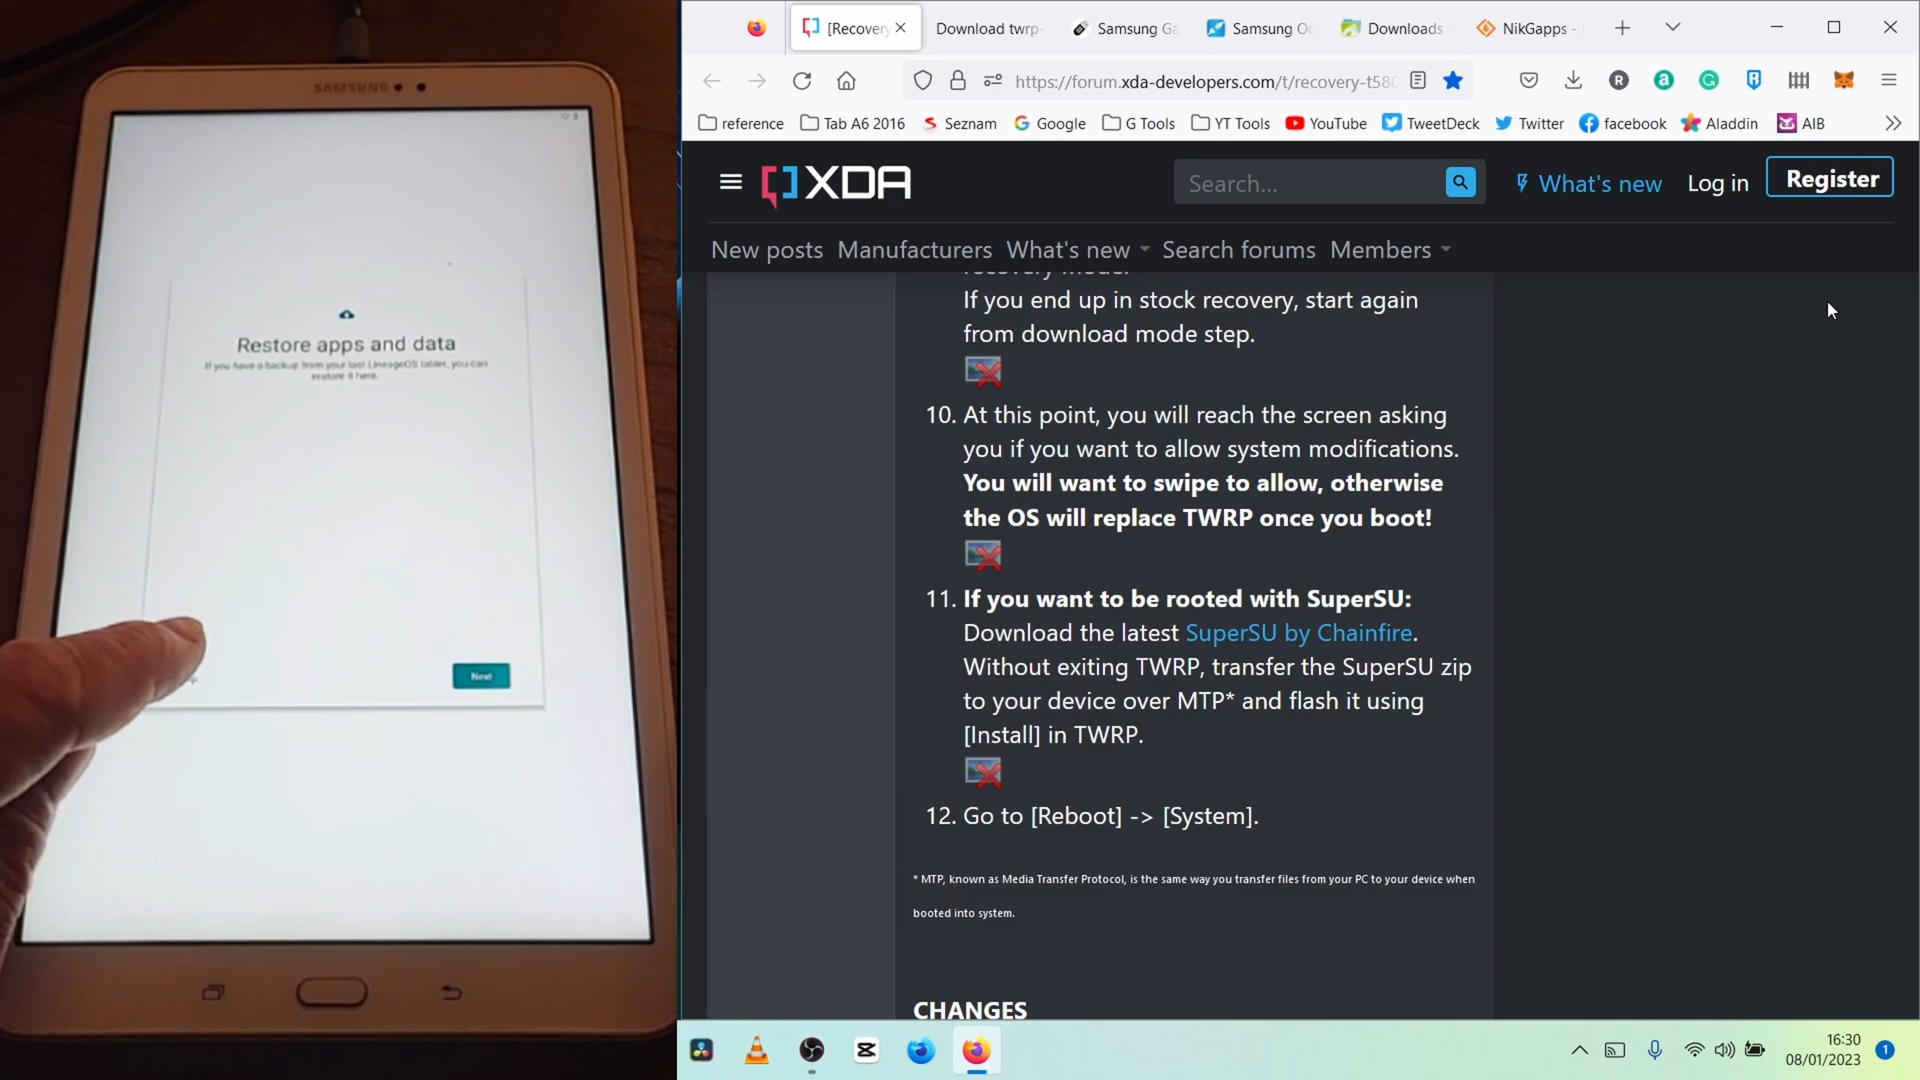 SAMSUNG
Restore apps and data
If you have a backup from your last LineageOS tablet, you can
restore it here.
Next
[Recovery
Download twrp-
Samsung Ga
Samsung Od
Downloads
NikGapps -
https://forum.xda-developers.com/t/recovery-t580
reference
Tab A6 2016
Seznam
Google
G Tools
YT Tools
YouTube
TweetDeck
Twitter
facebook
Aladdin
AIB
XDA
Search...
What's new
Log in
Register
New posts
Manufacturers
What's new
Search forums
Members
recovery mode.
If you end up in stock recovery, start again
from download mode step.
10. At this point, you will reach the screen asking
you if you want to allow system modifications.
You will want to swipe to allow, otherwise
the OS will replace TWRP once you boot!
11. If you want to be rooted with SuperSU:
Download the latest SuperSU by Chainfire.
Without exiting TWRP, transfer the SuperSU zip
to your device over MTP* and flash it using
[Install] in TWRP.
12. Go to [Reboot] -> [System].
* MTP, known as Media Transfer Protocol, is the same way you transfer files from your PC to your device when
booted into system.
CHANGES
16:30
08/01/2023
1